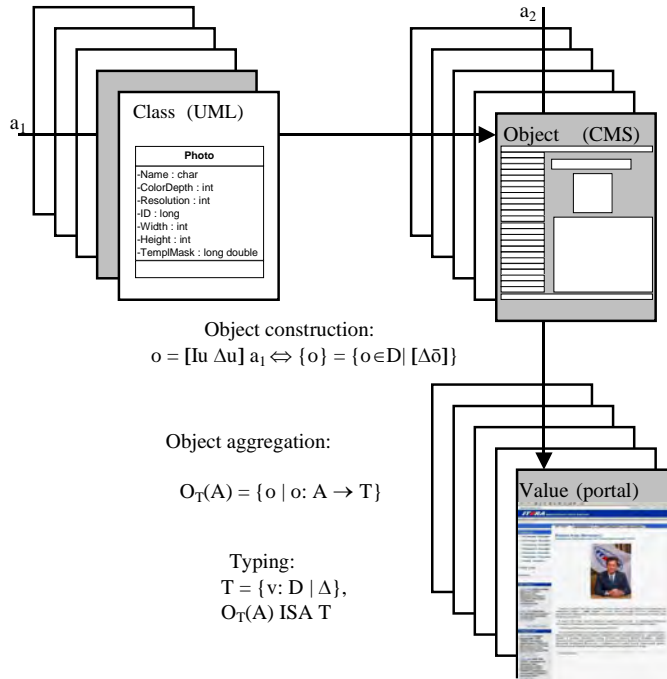 a2
a1
Class (UML)
Photo
-Name : char
-ColorDepth : int
-Resolution : int
-ID : long
-Width : int
-Height : int
-TemplMask : long double
Object (CMS)
Object construction:
o = [Iu Δu] a1 ⇔ {o} = {o∈D| [Δō]}
Object aggregation:
OT(A) = {o | o: A → T}
Typing:
T = {v: D | Δ},
OT(A) ISA T
Value (portal)